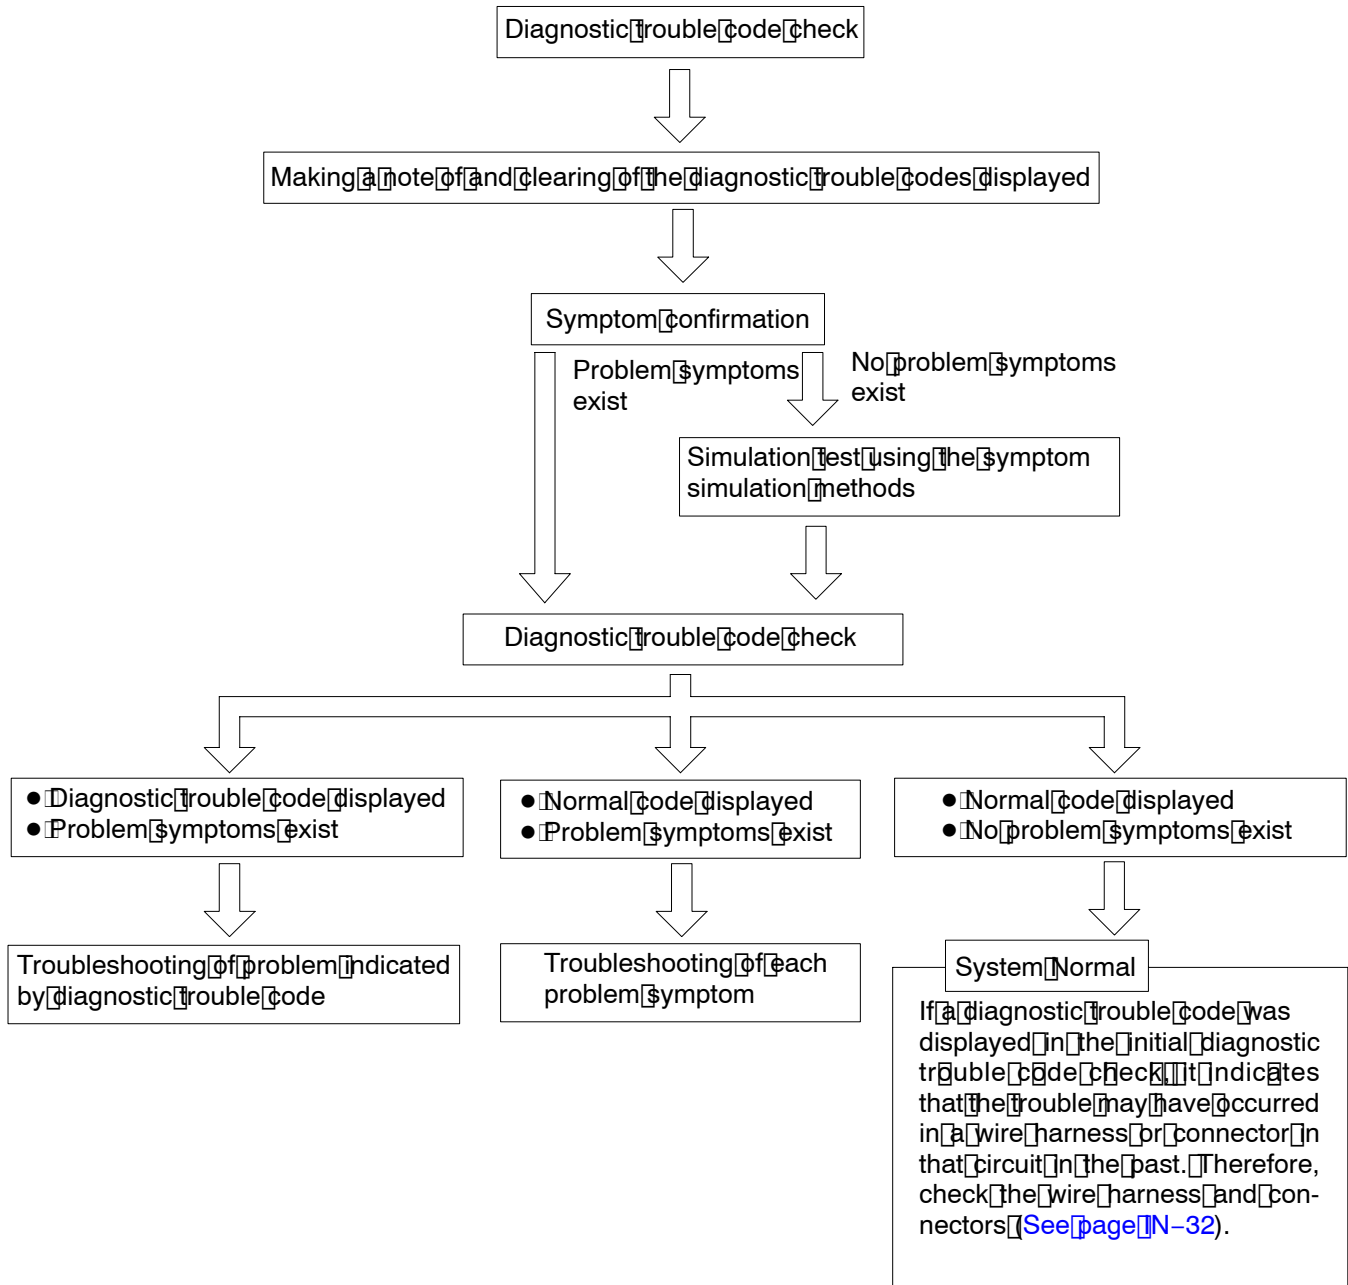 Diagnostic trouble code check
Making a note of and clearing of the diagnostic trouble codes displayed
Symptom confirmation
Problem symptoms
exist
No problem symptoms
exist
Simulation test using the symptom
simulation methods
Diagnostic trouble code check
● Diagnostic trouble code displayed
● Problem symptoms exist
● Normal code displayed
● Problem symptoms exist
● Normal code displayed
● No problem symptoms exist
Troubleshooting of problem indicated
by diagnostic trouble code
Troubleshooting of each
problem symptom
System Normal
If a diagnostic trouble code was
displayed in the initial diagnostic
trouble code check, it indicates
that the trouble may have occurred
in a wire harness or connector in
that circuit in the past. Therefore,
check the wire harness and con-
nectors (See page IN−32).